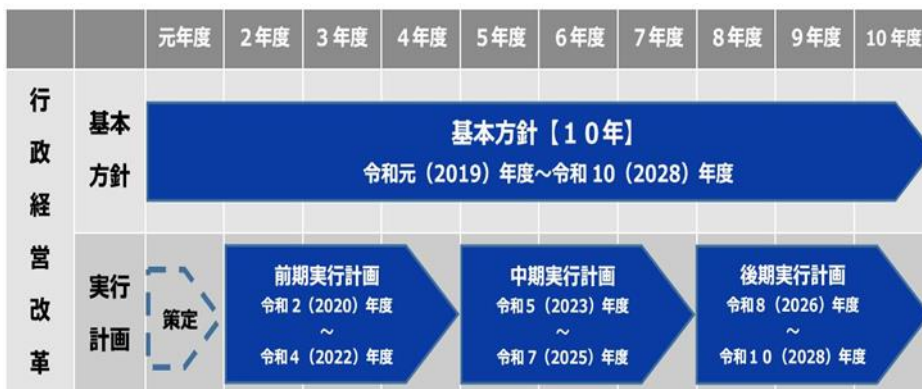 元年度 2年度 3年度 4年度 5年度 6年度 7年度 8年度 9年度 10年度
行政経営改革
基本
方針
基本方針【10年】
令和元(2019)年度～令和10(2028)年度
実行
計画
策定
前期実行計画
令和2(2020)年度
～
令和4(2022)年度
中期実行計画
令和5(2023)年度
～
令和7(2025)年度
後期実行計画
令和8(2026)年度
～
令和10(2028)年度